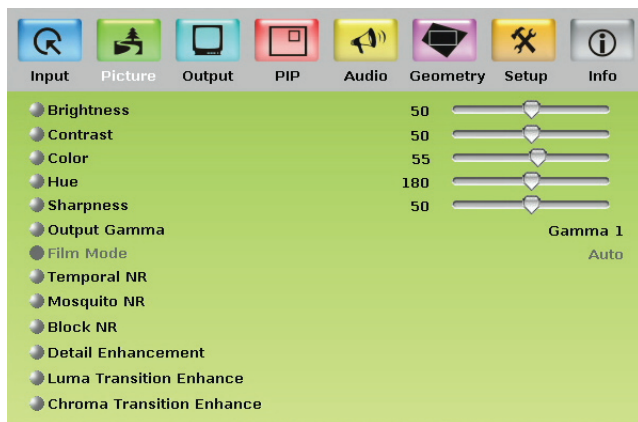 Input Picture Output PIP Audio Geometry Setup Info
Brightness 50
Contrast 50
Color 55
Hue 180
Sharpness 50
Output Gamma Gamma 1
Film Mode Auto
Temporal NR
Mosquito NR
Block NR
Detail Enhancement
Luma Transition Enhance
Chroma Transition Enhance